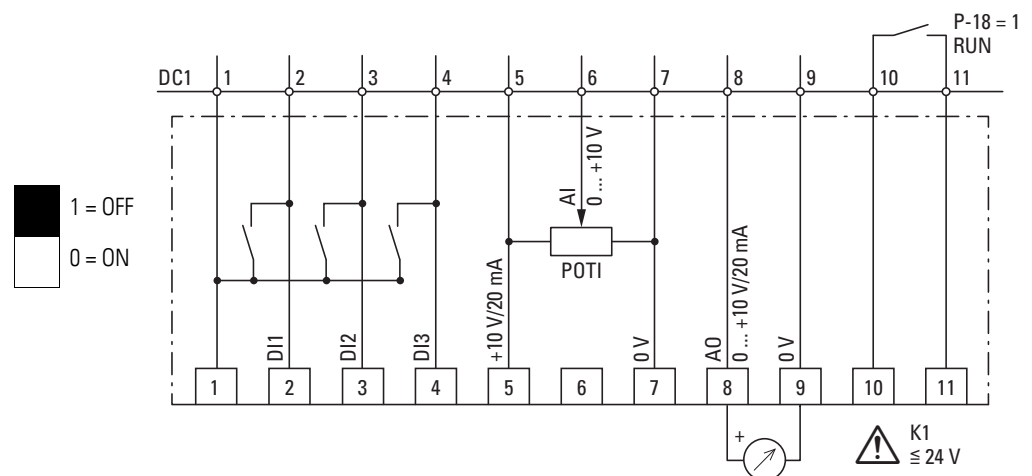 P-18 = 1
RUN
DC1 1 2 3 4 5 6 7 8 9 10 11
1 = OFF
0 = ON
AI
0 ... +10 V
POTI
DI1
DI2
DI3
+10 V/20 mA
0 V
AO
0 ... +10 V/20 mA
0 V
1 2 3 4 5 6 7 8 9 10 11
+
K1
≦ 24 V